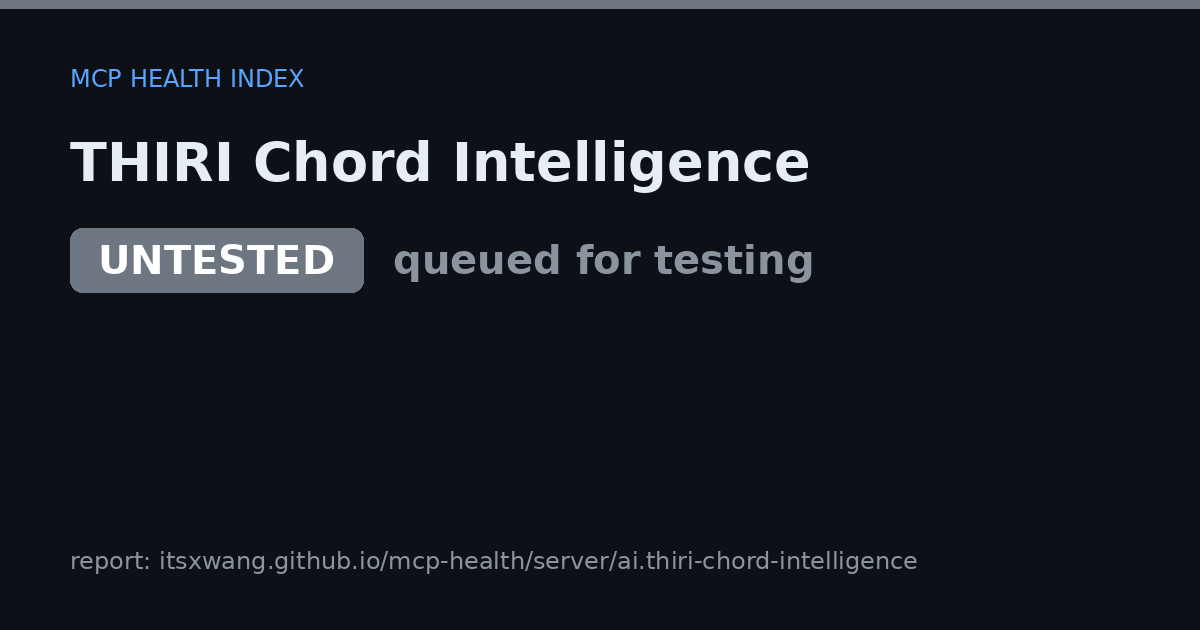 MCP HEALTH INDEX
THIRI Chord Intelligence
UNTESTED queued for testing
report: itsxwang.github.io/mcp-health/server/ai.thiri-chord-intelligence